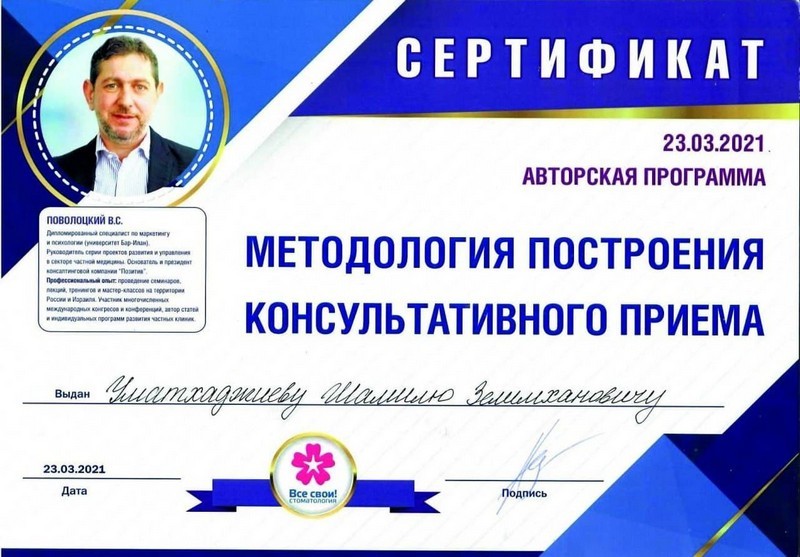 СЕРТИФИКАТ
23.03.2021
АВТОРСКАЯ ПРОГРАММА
ПОВОЛОЦКИЙ В.С.
Дипломированный специалист по маркетингу
и психологии (университет Бар-Илан).
Руководитель серии проектов развития и управления
в секторе частной медицины. Основатель и президент
консалтинговой компании "Позитив".
Профессиональный опыт: проведение семинаров,
лекций, тренингов и мастер-классов на территории
России и Израиля. Участник многочисленных
международных конгресов и конференций, автор статей
и индивидуальных программ развития частных клиник.
МЕТОДОЛОГИЯ ПОСТРОЕНИЯ
КОНСУЛЬТАТИВНОГО ПРИЕМА
Выдан Уматхаджиеву Шамилю Зелимхановичу
23.03.2021
Дата
Все свои!
СТОМАТОЛОГИЯ
Подпись